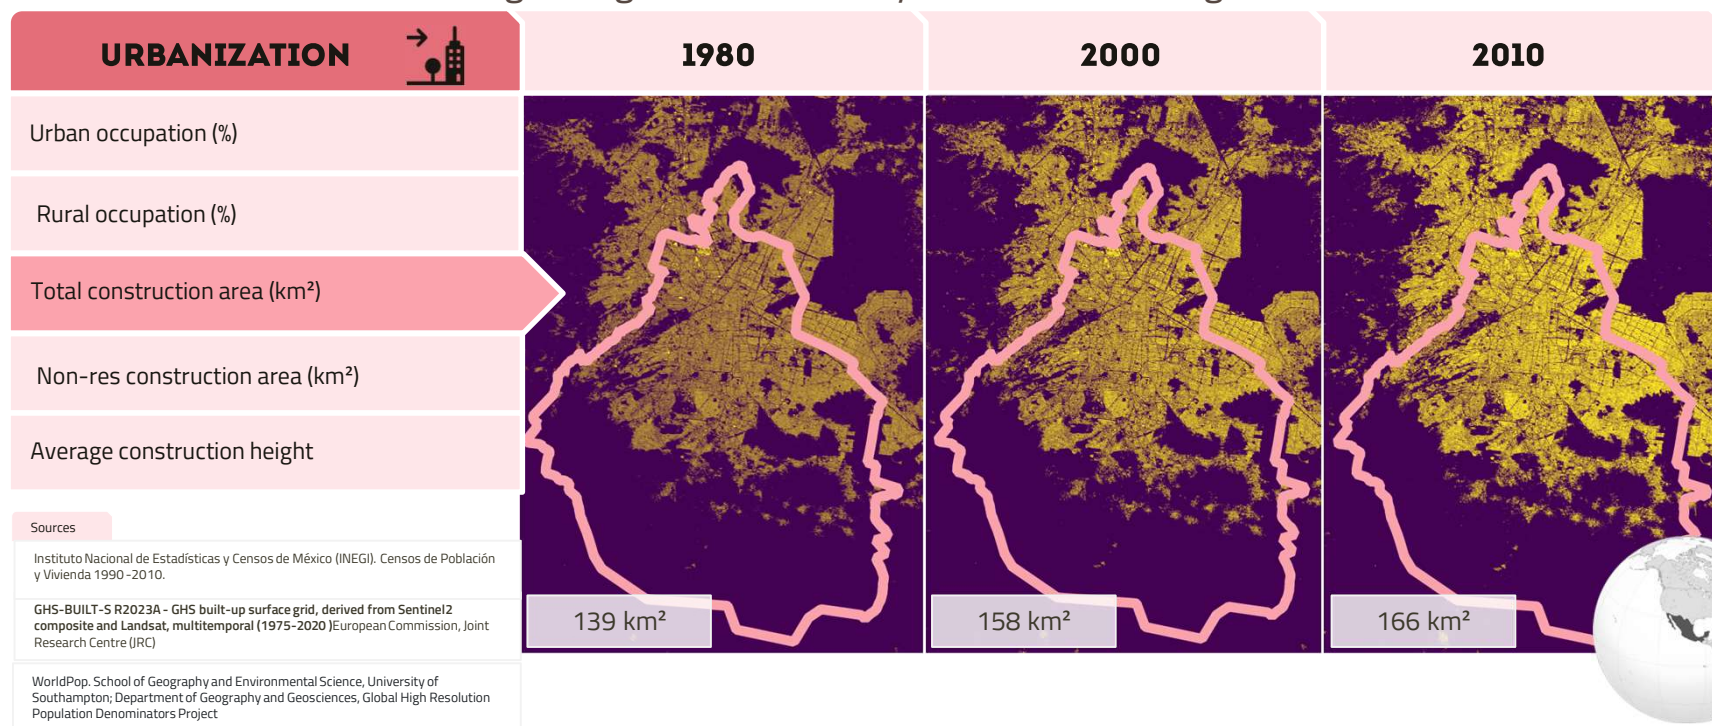 URBANIZATION
1980
2000
2010
Urban occupation (%)
Rural occupation (%)
Total construction area (km²)
Non-res construction area (km²)
Average construction height
139 km²
158 km²
166 km²
Sources
Instituto Nacional de Estadísticas y Censos de México (INEGI). Censos de Población
y Vivienda 1990-2010.
GHS-BUILT-S R2023A - GHS built-up surface grid, derived from Sentinel2
composite and Landsat, multitemporal (1975-2020 )European Commission, Joint
Research Centre (JRC)
WorldPop. School of Geography and Environmental Science, University of
Southampton; Department of Geography and Geosciences, Global High Resolution
Population Denominators Project